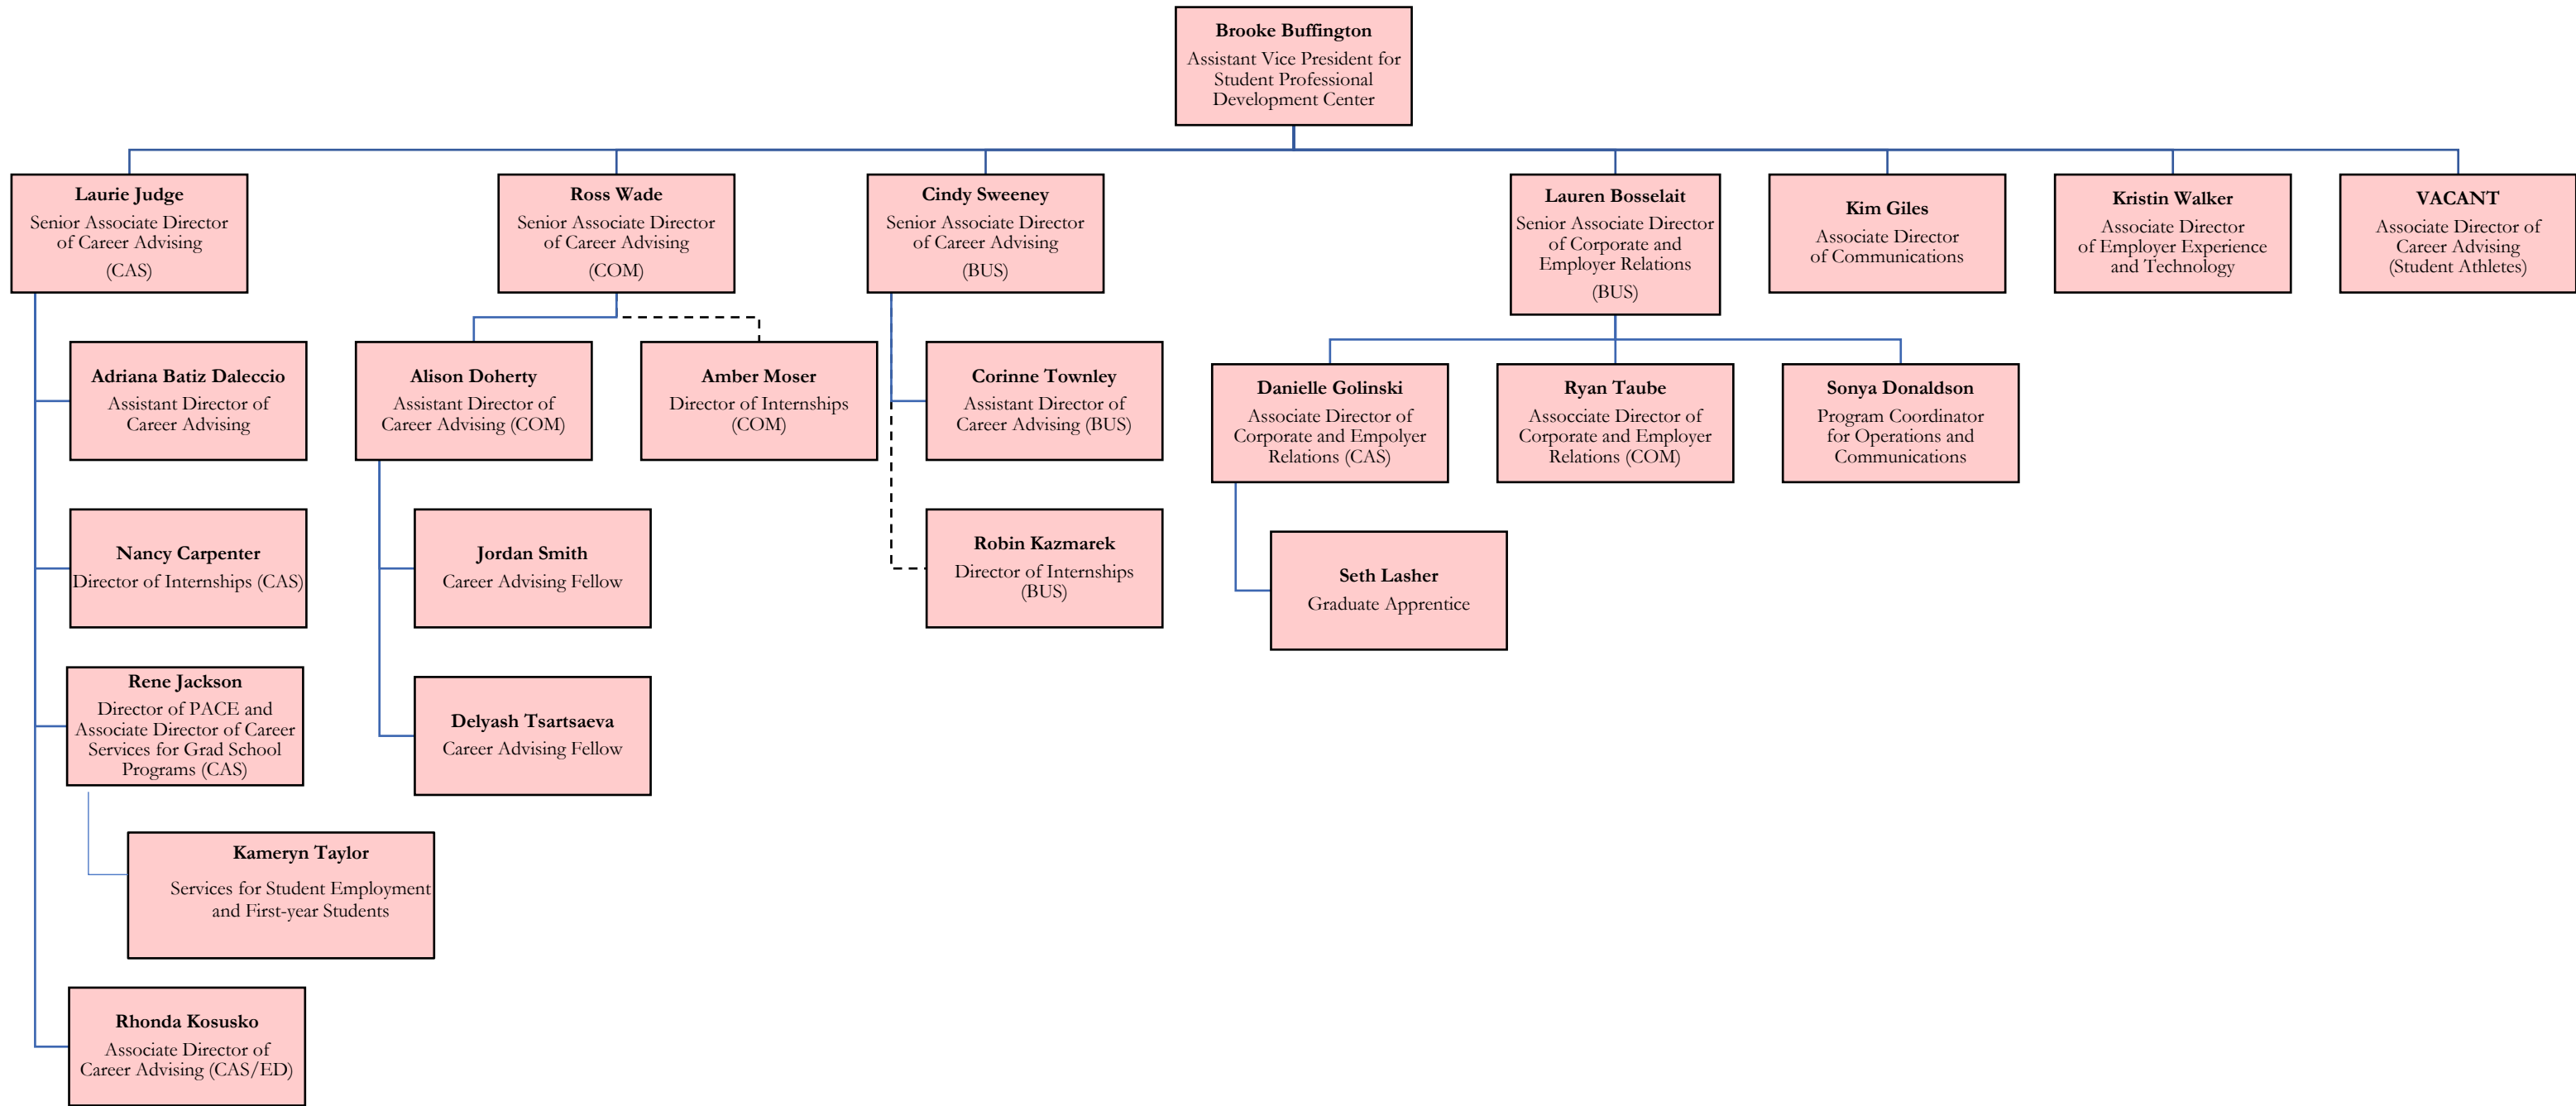 Brooke Buffington
Assistant Vice President for
Student Professional
Development Center
Laurie Judge
Senior Associate Director
of Career Advising
(CAS)
Ross Wade
Senior Associate Director
of Career Advising
(COM)
Cindy Sweeney
Senior Associate Director
of Career Advising
(BUS)
Lauren Bosselait
Senior Associate Director
of Corporate and
Employer Relations
(BUS)
Kim Giles
Associate Director
of Communications
Kristin Walker
Associate Director
of Employer Experience
and Technology
VACANT
Associate Director of
Career Advising
(Student Athletes)
Adriana Batiz Daleccio
Assistant Director of
Career Advising
Alison Doherty
Assistant Director of
Career Advising (COM)
Amber Moser
Director of Internships
(COM)
Corinne Townley
Assistant Director of
Career Advising (BUS)
Danielle Golinski
Associate Director of
Corporate and Empolyer
Relations (CAS)
Ryan Taube
Assocciate Director of
Corporate and Employer
Relations (COM)
Sonya Donaldson
Program Coordinator
for Operations and
Communications
Nancy Carpenter
Director of Internships (CAS)
Jordan Smith
Career Advising Fellow
Robin Kazmarek
Director of Internships
(BUS)
Seth Lasher
Graduate Apprentice
Rene Jackson
Director of PACE and
Associate Director of Career
Services for Grad School
Programs (CAS)
Delyash Tsartsaeva
Career Advising Fellow
Kameryn Taylor
Services for Student Employment
and First-year Students
Rhonda Kosusko
Associate Director of
Career Advising (CAS/ED)